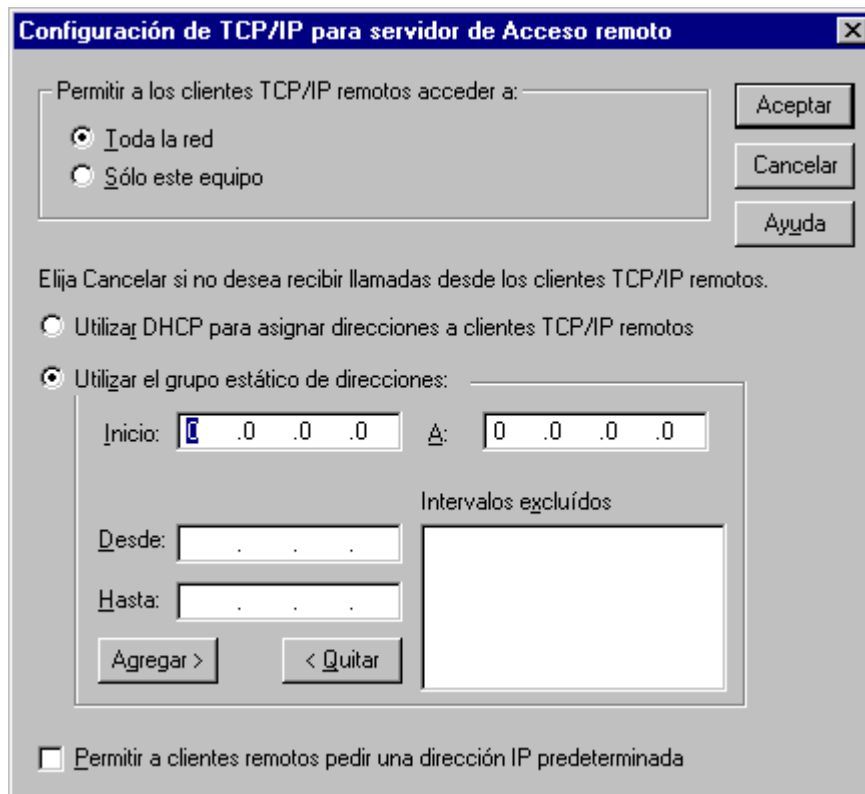 Configuración de TCP/IP para servidor de Acceso remoto
Permitir a los clientes TCP/IP remotos acceder a:
Toda la red
Sólo este equipo
Aceptar
Cancelar
Ayuda
Elija Cancelar si no desea recibir llamadas desde los clientes TCP/IP remotos.
Utilizar DHCP para asignar direcciones a clientes TCP/IP remotos
Utilizar el grupo estático de direcciones:
Inicio: 0 .0 .0 .0 A: 0 .0 .0 .0
Intervalos excluídos
Desde: . . .
Hasta: . . .
Agregar > < Quitar
Permitir a clientes remotos pedir una dirección IP predeterminada